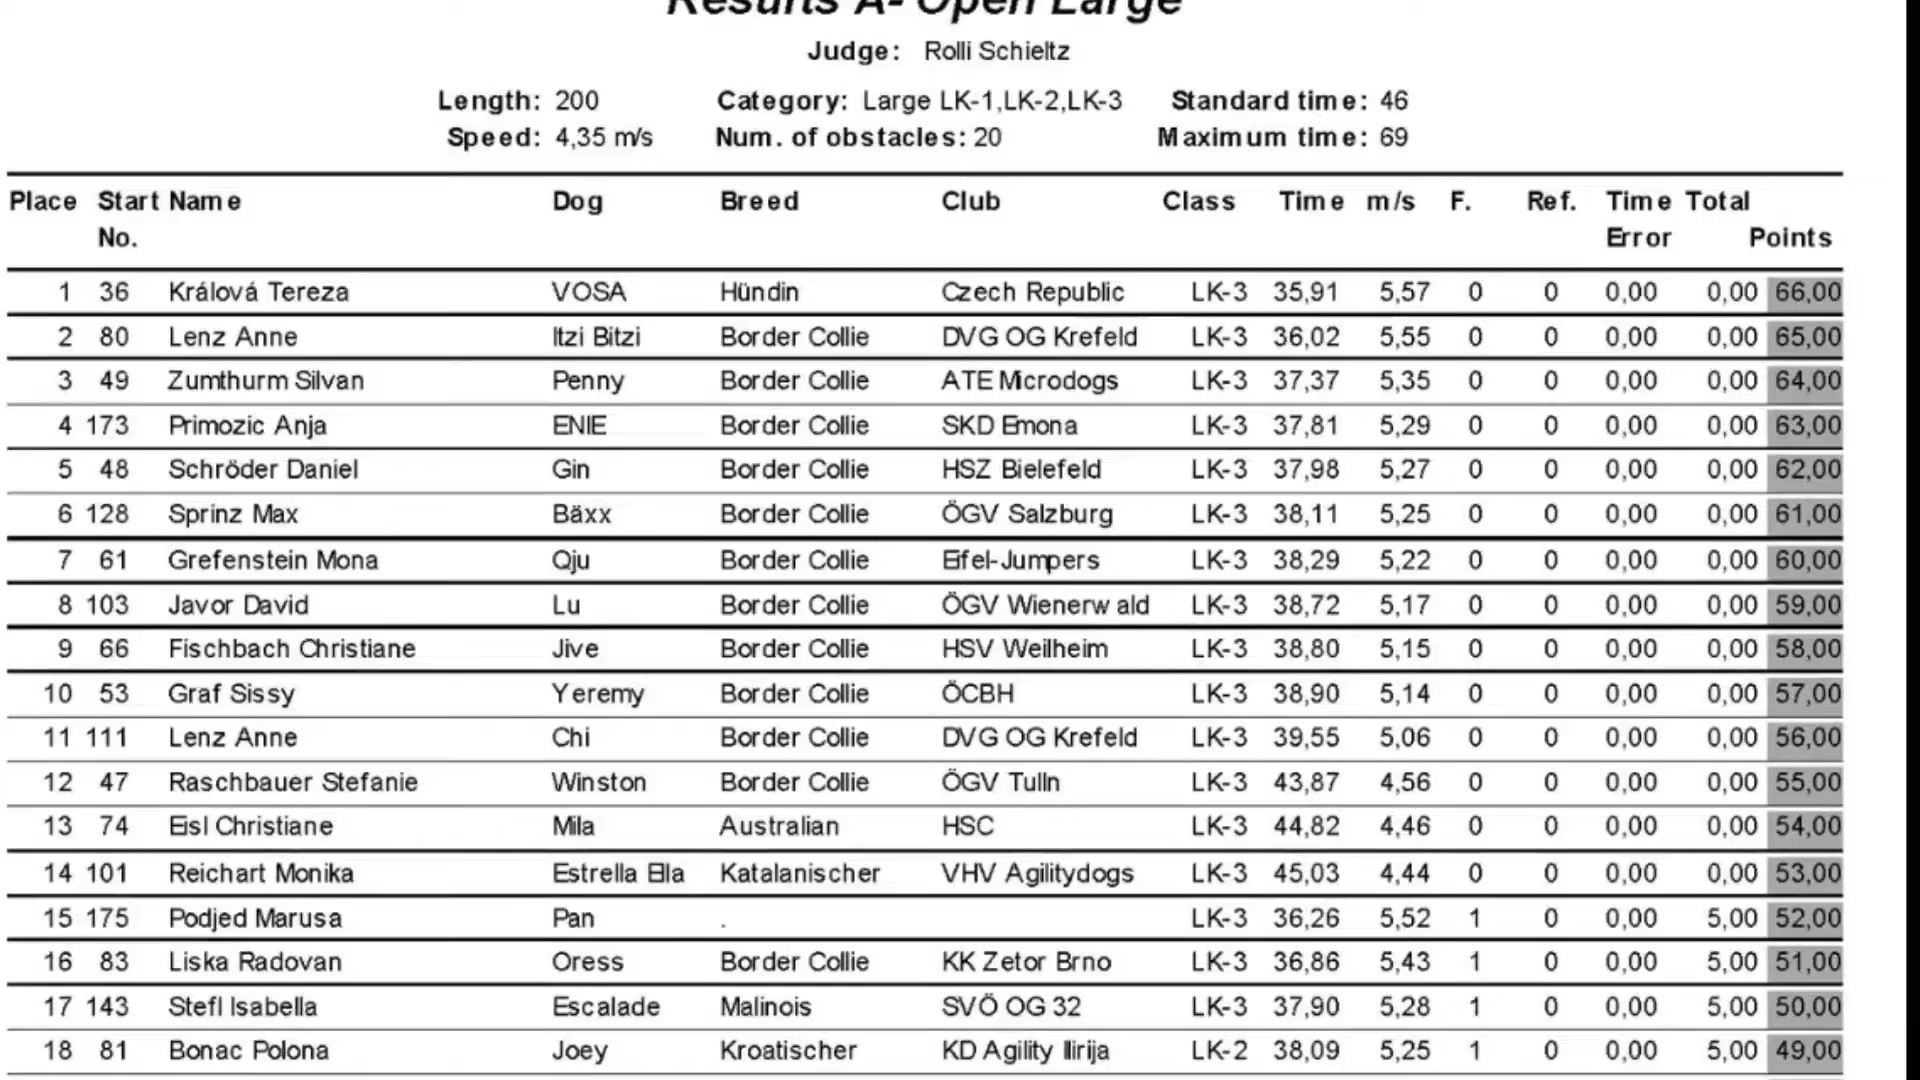 Results A- Open Large
Judge: Rolli Schieltz
Length: 200 Category: Large LK-1,LK-2,LK-3 Standard time: 46
Speed: 4,35 m/s Num. of obstacles: 20 Maximum time: 69
Place Start Name Dog Breed Club Class Time m/s F. Ref. Time Total
No. Error Points
1 36 Králová Tereza VOSA Hündin Czech Republic LK-3 35,91 5,57 0 0 0,00 0,00 66,00
2 80 Lenz Anne Itzi Bitzi Border Collie DVG OG Krefeld LK-3 36,02 5,55 0 0 0,00 0,00 65,00
3 49 Zumthurm Silvan Penny Border Collie ATE Microdogs LK-3 37,37 5,35 0 0 0,00 0,00 64,00
4 173 Primozic Anja ENIE Border Collie SKD Emona LK-3 37,81 5,29 0 0 0,00 0,00 63,00
5 48 Schröder Daniel Gin Border Collie HSZ Bielefeld LK-3 37,98 5,27 0 0 0,00 0,00 62,00
6 128 Sprinz Max Bäxx Border Collie ÖGV Salzburg LK-3 38,11 5,25 0 0 0,00 0,00 61,00
7 61 Grefenstein Mona Qju Border Collie Eifel-Jumpers LK-3 38,29 5,22 0 0 0,00 0,00 60,00
8 103 Javor David Lu Border Collie ÖGV Wienerwald LK-3 38,72 5,17 0 0 0,00 0,00 59,00
9 66 Fischbach Christiane Jive Border Collie HSV Weilheim LK-3 38,80 5,15 0 0 0,00 0,00 58,00
10 53 Graf Sissy Yeremy Border Collie ÖCBH LK-3 38,90 5,14 0 0 0,00 0,00 57,00
11 111 Lenz Anne Chi Border Collie DVG OG Krefeld LK-3 39,55 5,06 0 0 0,00 0,00 56,00
12 47 Raschbauer Stefanie Winston Border Collie ÖGV Tulln LK-3 43,87 4,56 0 0 0,00 0,00 55,00
13 74 Eisl Christiane Mila Australian HSC LK-3 44,82 4,46 0 0 0,00 0,00 54,00
14 101 Reichart Monika Estrella Ella Katalanischer VHV Agilitydogs LK-3 45,03 4,44 0 0 0,00 0,00 53,00
15 175 Podjed Marusa Pan . LK-3 36,26 5,52 1 0 0,00 5,00 52,00
16 83 Liska Radovan Oress Border Collie KK Zetor Brno LK-3 36,86 5,43 1 0 0,00 5,00 51,00
17 143 Stefl Isabella Escalade Malinois SVÖ OG 32 LK-3 37,90 5,28 1 0 0,00 5,00 50,00
18 81 Bonac Polona Joey Kroatischer KD Agility Ilirija LK-2 38,09 5,25 1 0 0,00 5,00 49,00